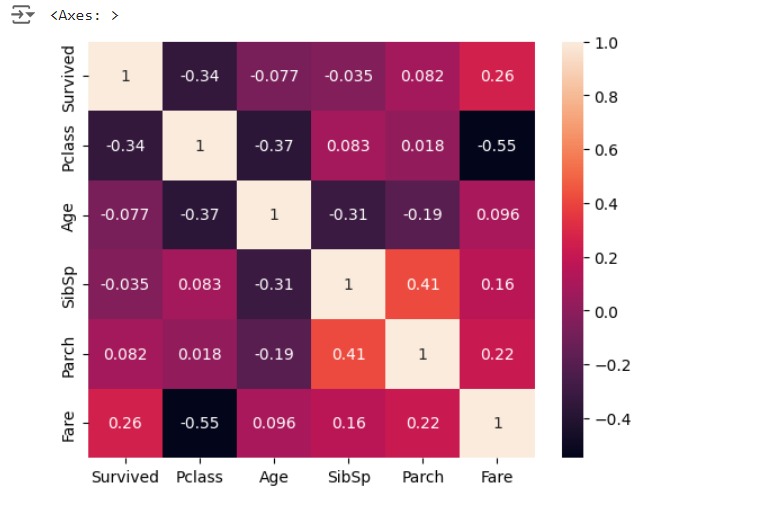 <Axes: >
Survived 1 -0.34 -0.077 -0.035 0.082 0.26
Pclass -0.34 1 -0.37 0.083 0.018 -0.55
Age -0.077 -0.37 1 -0.31 -0.19 0.096
SibSp -0.035 0.083 -0.31 1 0.41 0.16
Parch 0.082 0.018 -0.19 0.41 1 0.22
Fare 0.26 -0.55 0.096 0.16 0.22 1
Survived Pclass Age SibSp Parch Fare
1.0
0.8
0.6
0.4
0.2
0.0
−0.2
−0.4